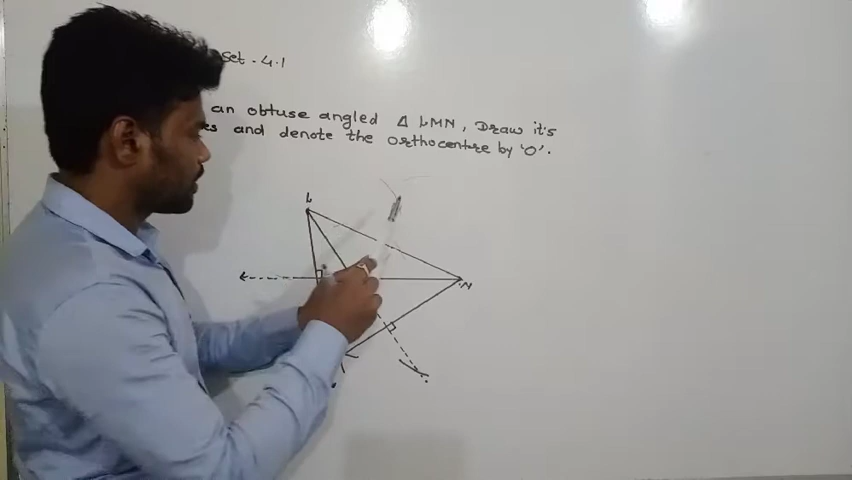 set - 4.1
an obtuse angled Δ LMN, Draw it's
es and denote the orthocentre by 'O'.
L
N